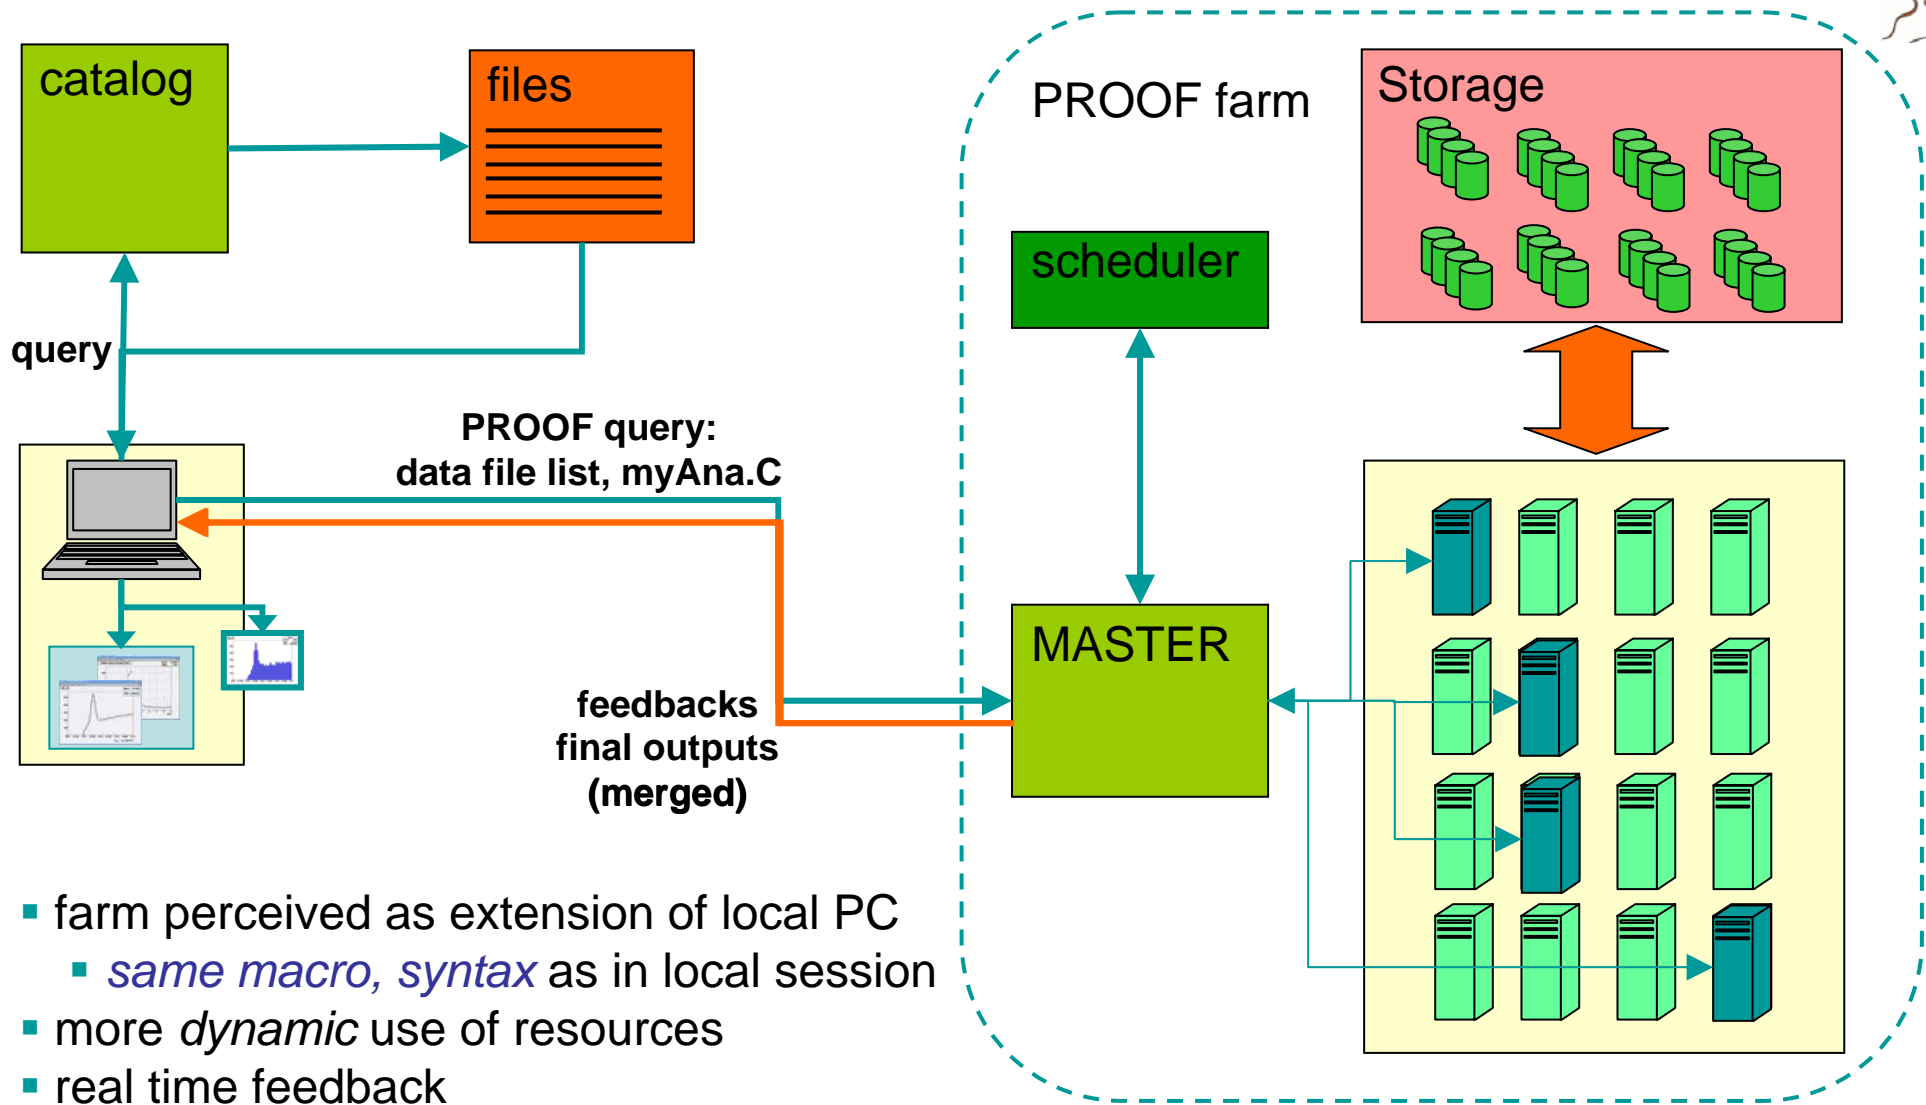 catalog
files
PROOF farm
Storage
scheduler
query
PROOF query:
data file list, myAna.C
MASTER
feedbacks
final outputs
(merged)
▪ farm perceived as extension of local PC
▪ same macro, syntax as in local session
▪ more dynamic use of resources
▪ real time feedback